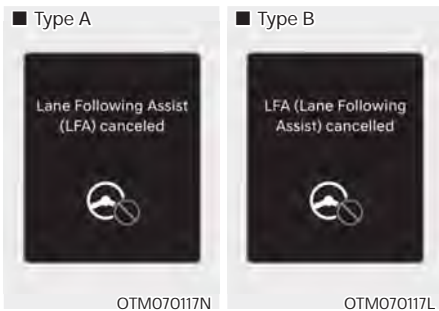 ■ Type A
Lane Following Assist
(LFA) canceled
OTM070117N
■ Type B
LFA (Lane Following
Assist) cancelled
OTM070117L